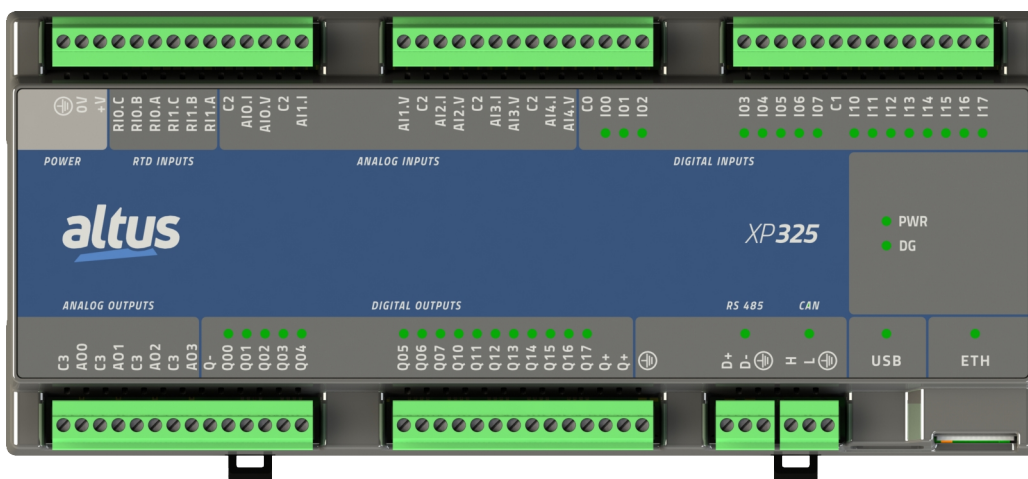 0V +V RI0.C RI0.B RI0.A RI1.C RI1.B RI1.A C2 AI0.I AI0.V C2 AI1.I AI1.V C2 AI2.I AI2.V C2 AI3.I AI3.V C2 AI4.I AI4.V C0 I00 I01 I02 I03 I04 I05 I06 I07 C1 I10 I11 I12 I13 I14 I15 I16 I17
POWER RTD INPUTS ANALOG INPUTS DIGITAL INPUTS
altus
XP325
PWR
DG
ANALOG OUTPUTS DIGITAL OUTPUTS RS 485 CAN
C3 AO0 C3 AO1 C3 AO2 C3 AO3 Q- Q00 Q01 Q02 Q03 Q04 Q05 Q06 Q07 Q10 Q11 Q12 Q13 Q14 Q15 Q16 Q17 Q+ Q+ D+ D- H L USB ETH